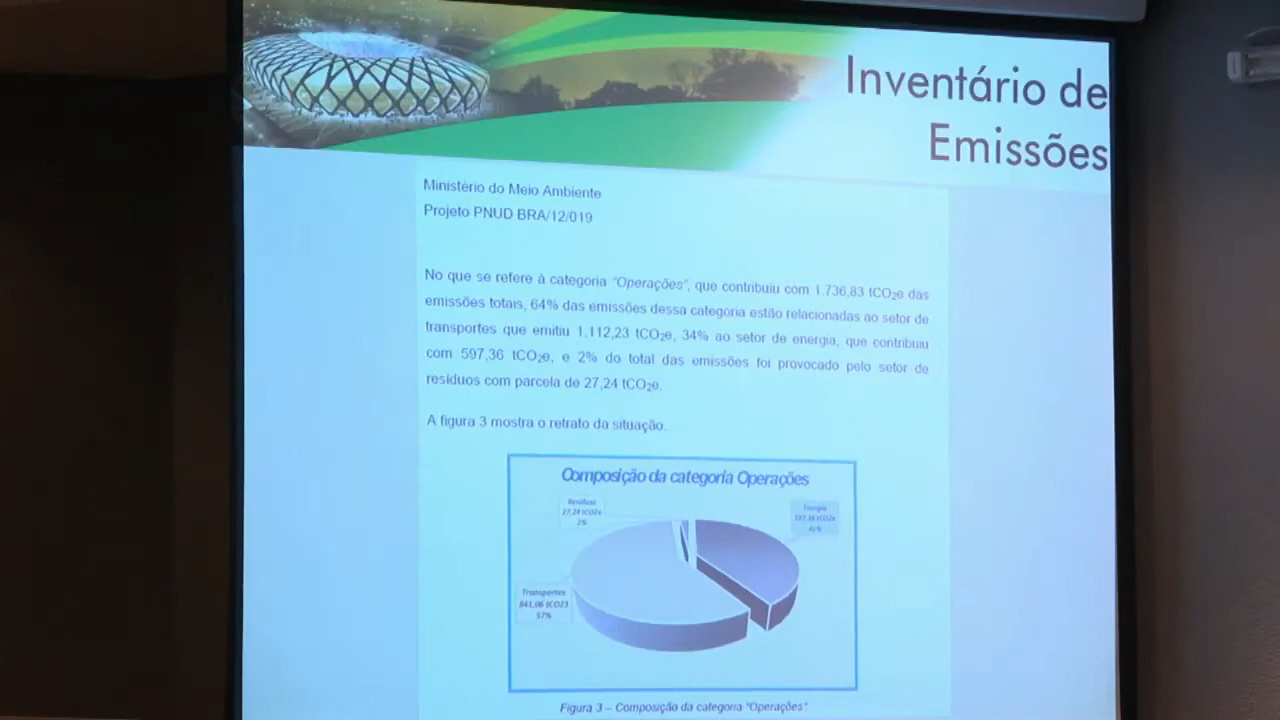 Inventário de
Emissões
Ministério do Meio Ambiente
Projeto PNUD BRA/12/019
No que se refere à categoria "Operações", que contribuiu com 1.736,83 tCO₂e das
emissões totais, 64% das emissões dessa categoria estão relacionadas ao setor de
transportes que emitiu 1.112,23 tCO₂e, 34% ao setor de energia, que contribuiu
com 597,36 tCO₂e, e 2% do total das emissões foi provocado pelo setor de
resíduos com parcela de 27,24 tCO₂e.
A figura 3 mostra o retrato da situação.
Composição da categoria Operações
Resíduos
27,24 tCO2e
2%
Energia
tCO2e
41%
Transportes
841,06 tCO23
57%
Figura 3 – Composição da categoria "Operações".